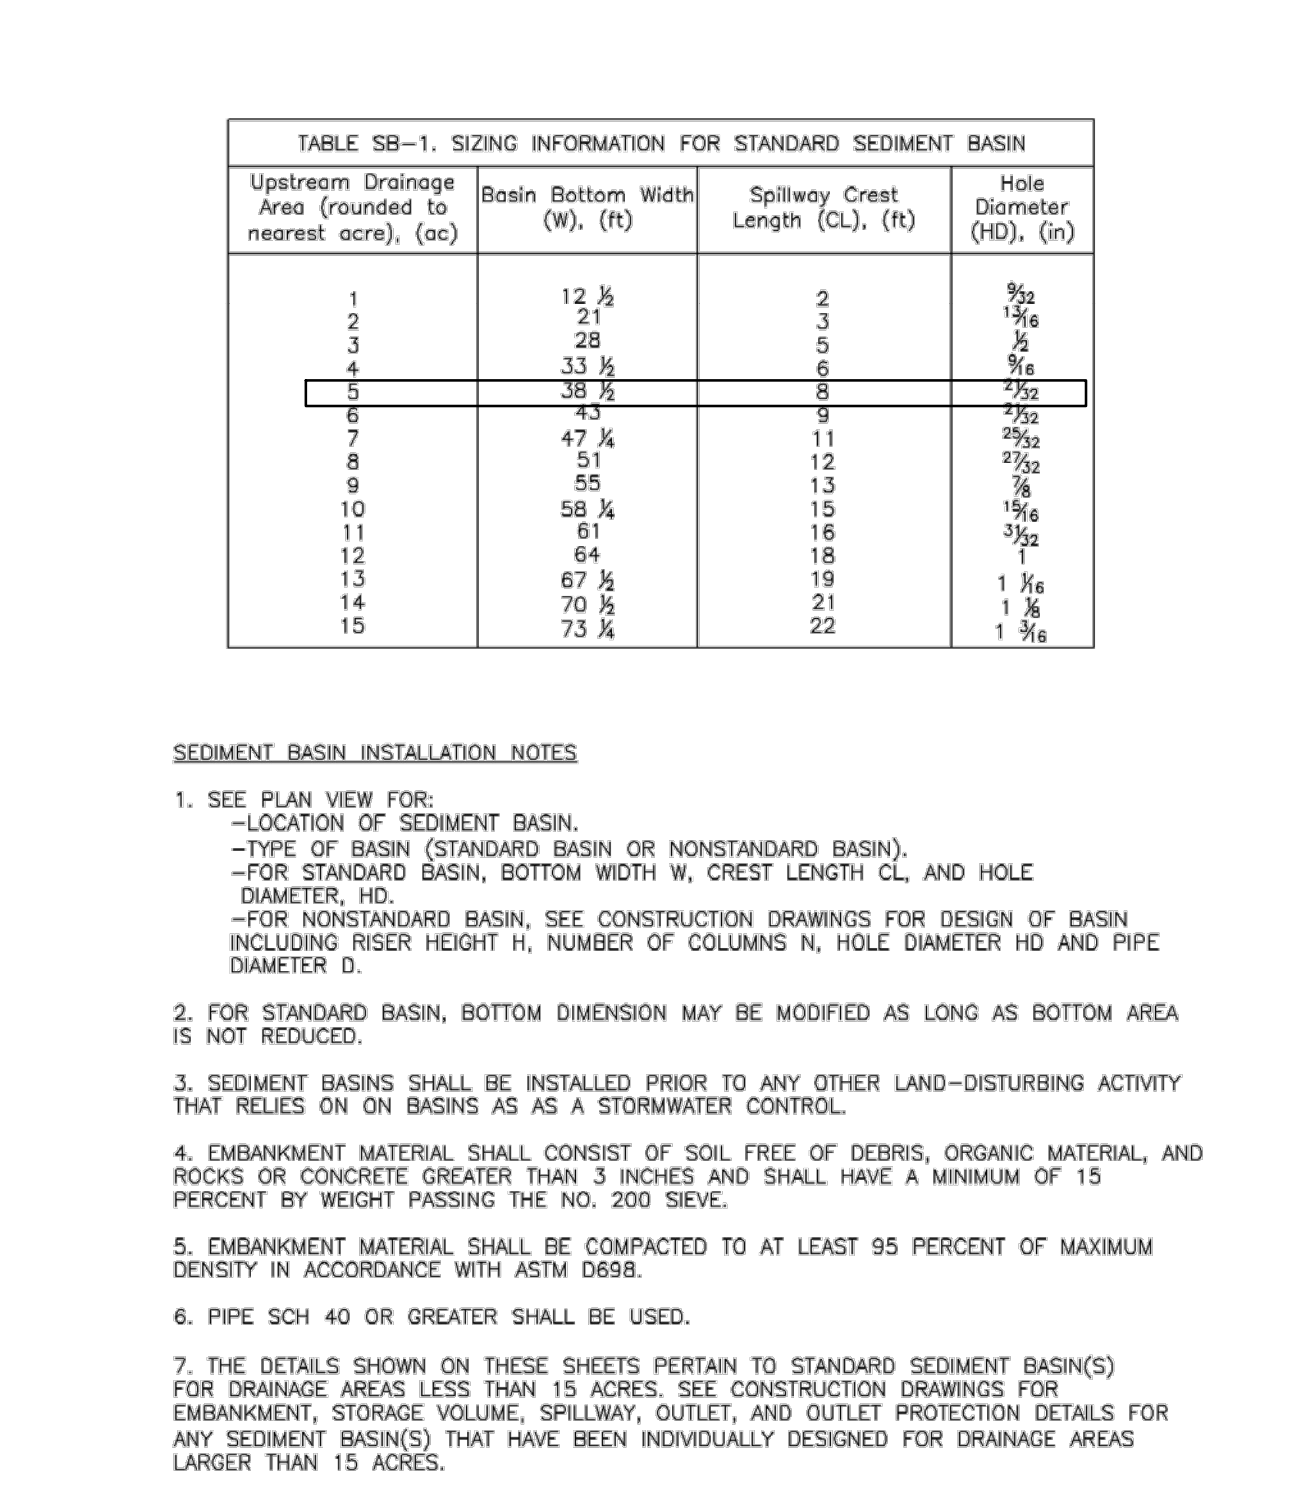 TABLE SB-1. SIZING INFORMATION FOR STANDARD SEDIMENT BASIN
Upstream Drainage Area (rounded to nearest acre), (ac) Basin Bottom Width (W), (ft) Spillway Crest Length (CL), (ft) Hole Diameter (HD), (in)
1 12 ½ 2 9/32
2 21 3 13/16
3 28 5 ½
4 33 ½ 6 9/16
5 38 ½ 8 21/32
6 43 9 21/32
7 47 ¼ 11 25/32
8 51 12 27/32
9 55 13 7/8
10 58 ¼ 15 15/16
11 61 16 31/32
12 64 18 1
13 67 ½ 19 1 1/16
14 70 ½ 21 1 1/8
15 73 ¼ 22 1 3/16
SEDIMENT BASIN INSTALLATION NOTES
1. SEE PLAN VIEW FOR:
-LOCATION OF SEDIMENT BASIN.
-TYPE OF BASIN (STANDARD BASIN OR NONSTANDARD BASIN).
-FOR STANDARD BASIN, BOTTOM WIDTH W, CREST LENGTH CL, AND HOLE
DIAMETER, HD.
-FOR NONSTANDARD BASIN, SEE CONSTRUCTION DRAWINGS FOR DESIGN OF BASIN
INCLUDING RISER HEIGHT H, NUMBER OF COLUMNS N, HOLE DIAMETER HD AND PIPE
DIAMETER D.
2. FOR STANDARD BASIN, BOTTOM DIMENSION MAY BE MODIFIED AS LONG AS BOTTOM AREA
IS NOT REDUCED.
3. SEDIMENT BASINS SHALL BE INSTALLED PRIOR TO ANY OTHER LAND-DISTURBING ACTIVITY
THAT RELIES ON ON BASINS AS AS A STORMWATER CONTROL.
4. EMBANKMENT MATERIAL SHALL CONSIST OF SOIL FREE OF DEBRIS, ORGANIC MATERIAL, AND
ROCKS OR CONCRETE GREATER THAN 3 INCHES AND SHALL HAVE A MINIMUM OF 15
PERCENT BY WEIGHT PASSING THE NO. 200 SIEVE.
5. EMBANKMENT MATERIAL SHALL BE COMPACTED TO AT LEAST 95 PERCENT OF MAXIMUM
DENSITY IN ACCORDANCE WITH ASTM D698.
6. PIPE SCH 40 OR GREATER SHALL BE USED.
7. THE DETAILS SHOWN ON THESE SHEETS PERTAIN TO STANDARD SEDIMENT BASIN(S)
FOR DRAINAGE AREAS LESS THAN 15 ACRES. SEE CONSTRUCTION DRAWINGS FOR
EMBANKMENT, STORAGE VOLUME, SPILLWAY, OUTLET, AND OUTLET PROTECTION DETAILS FOR
ANY SEDIMENT BASIN(S) THAT HAVE BEEN INDIVIDUALLY DESIGNED FOR DRAINAGE AREAS
LARGER THAN 15 ACRES.